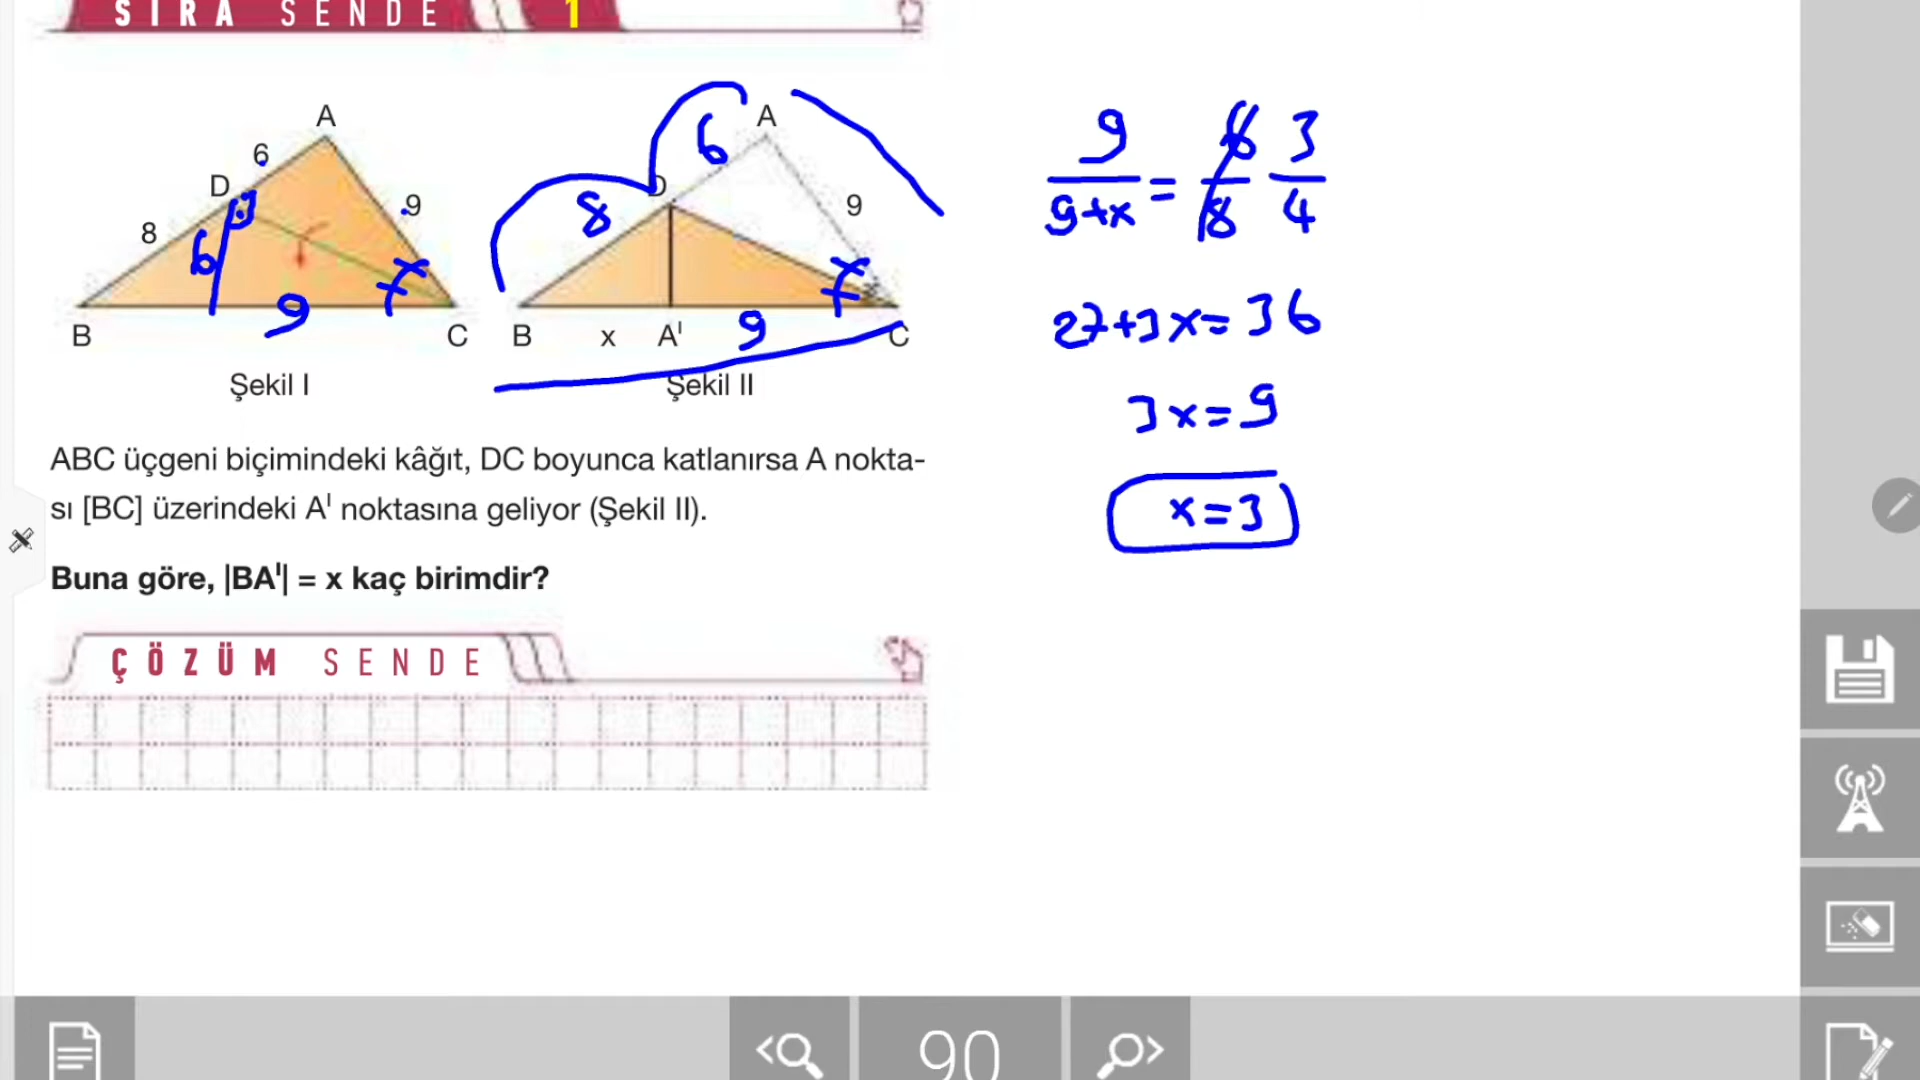 SIRA SENDE 1
A
6
D
8
6
9
9
B
C
Şekil I
A
6
D
8
9
B
x
A'
9
C
Şekil II
9/9+x = 6/8 3/4
27+3x=36
3x=9
x=3
ABC üçgeni biçimindeki kâğıt, DC boyunca katlanırsa A nokta-
sı [BC] üzerindeki A' noktasına geliyor (Şekil II).
Buna göre, |BA'| = x kaç birimdir?
ÇÖZÜM SENDE
90